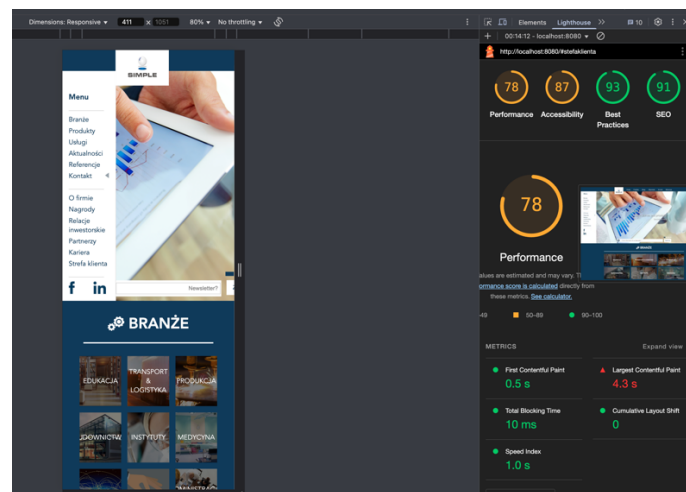 Dimensions: Responsive 411 x 1051 80% No throttling
Elements Lighthouse 10
00:14:12 - localhost:8080
http://localhost:8080/#stefaklienta
SIMPLE
Menu
Branże
Produkty
Usługi
Aktualności
Referencje
Kontakt
O firmie
Nagrody
Relacje
inwestorskie
Partnerzy
Kariera
Strefa klienta
f in
Newsletter?
BRANŻE
EDUKACJA
TRANSPORT
&
LOGISTYKA
PRODUKCJA
UDOWNICTW
INSTYTUTY
MEDYCYNA
78
Performance
87
Accessibility
93
Best
Practices
91
SEO
78
Performance
alues are estimated and may vary. T
ormance score is calculated directly from
these metrics. See calculator.
-49 50–89 90–100
METRICS
Expand view
First Contentful Paint
0.5 s
Largest Contentful Paint
4.3 s
Total Blocking Time
10 ms
Cumulative Layout Shift
0
Speed Index
1.0 s